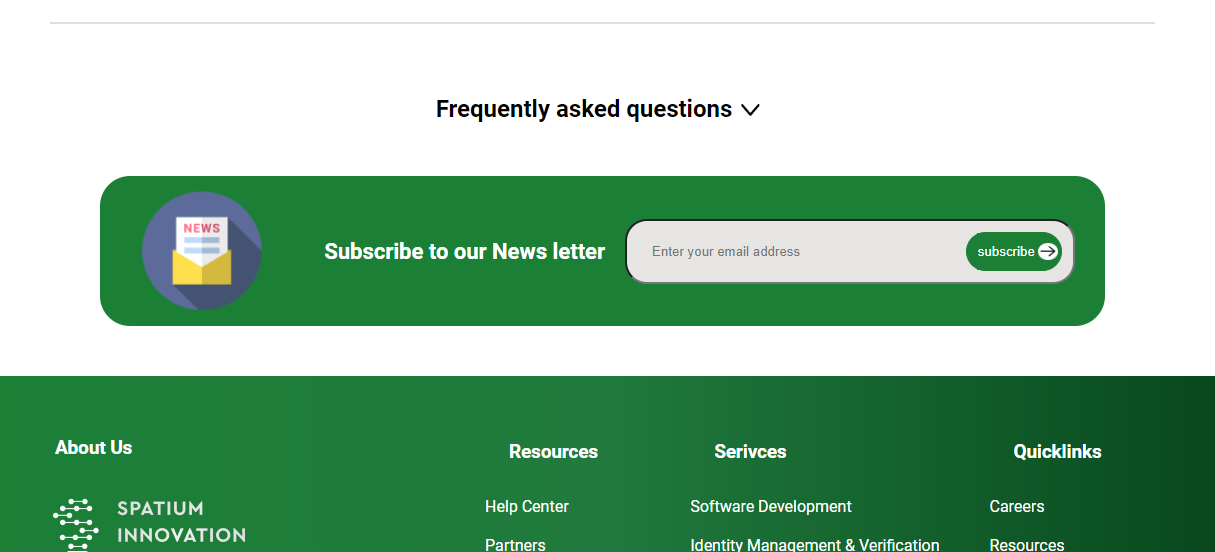 Frequently asked questions
NEWS
Subscribe to our News letter
Enter your email address
subscribe
About Us
SPATIUM
INNOVATION
Resources
Help Center
Partners
Serivces
Software Development
Identity Management & Verification
Quicklinks
Careers
Resources